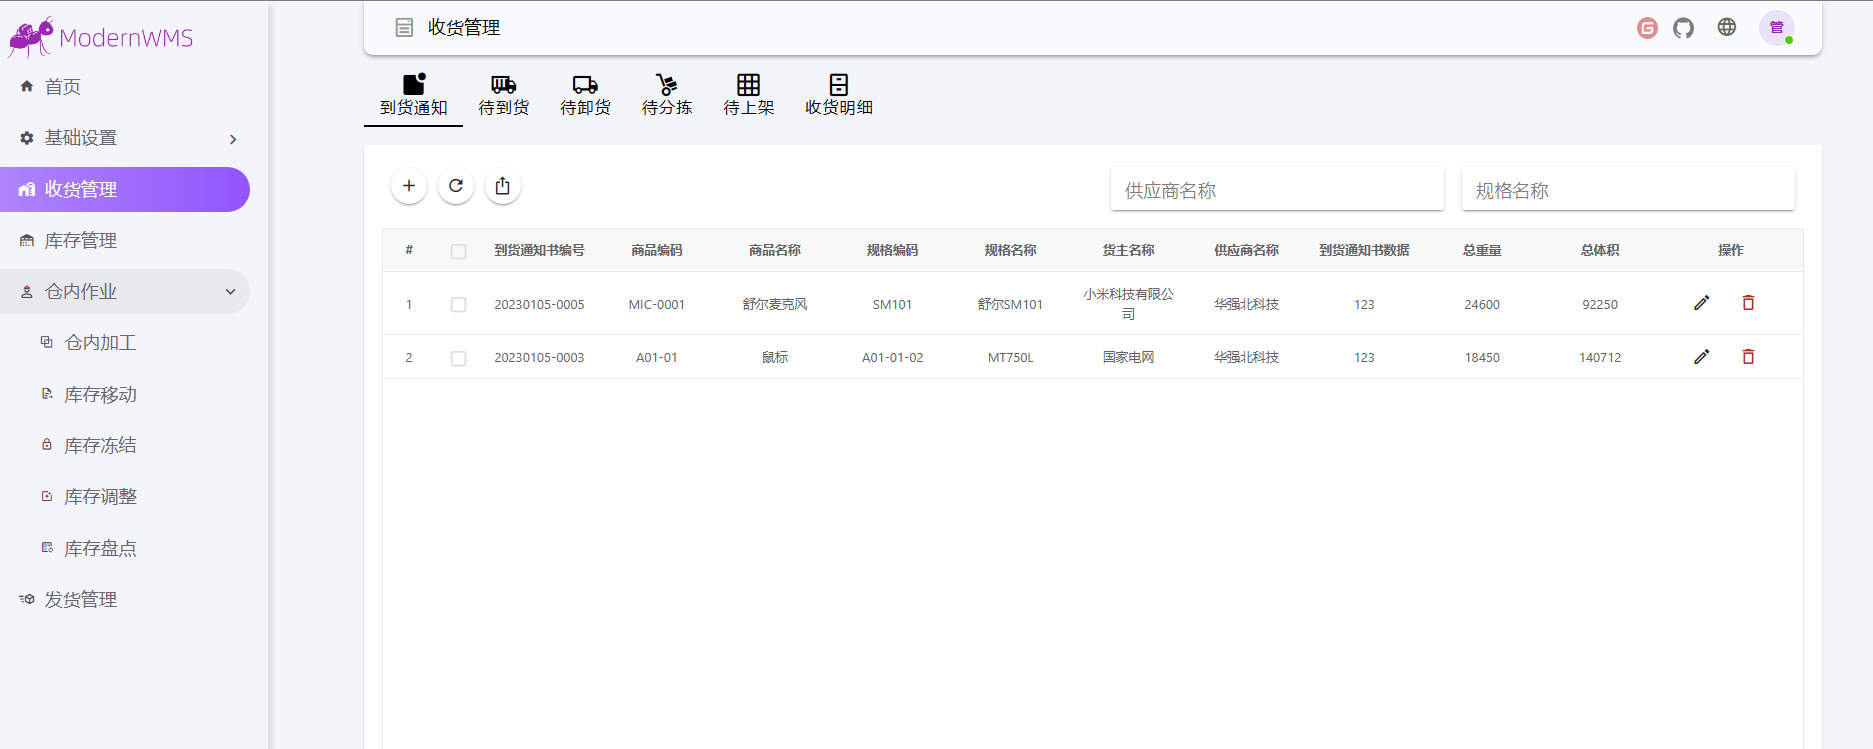 ModernWMS
首页
基础设置
收货管理
库存管理
仓内作业
仓内加工
库存移动
库存冻结
库存调整
库存盘点
发货管理
收货管理
管
到货通知 待到货 待卸货 待分拣 待上架 收货明细
供应商名称 规格名称
# 到货通知书编号 商品编码 商品名称 规格编码 规格名称 货主名称 供应商名称 到货通知书数据 总重量 总体积 操作
1 20230105-0005 MIC-0001 舒尔麦克风 SM101 舒尔SM101 小米科技有限公司 华强北科技 123 24600 92250
2 20230105-0003 A01-01 鼠标 A01-01-02 MT750L 国家电网 华强北科技 123 18450 140712